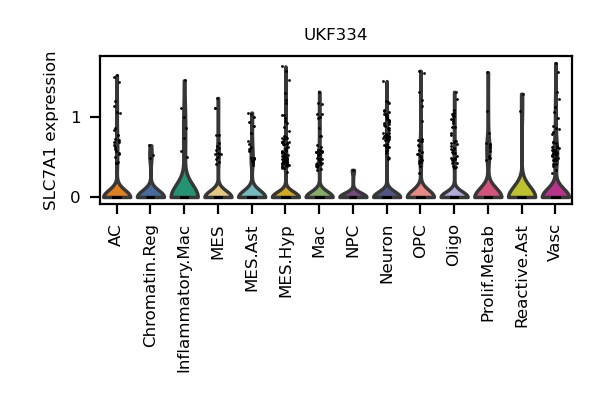 UKF334
SLC7A1 expression
1
0
AC
Chromatin.Reg
Inflammatory.Mac
MES
MES.Ast
MES.Hyp
Mac
NPC
Neuron
OPC
Oligo
Prolif.Metab
Reactive.Ast
Vasc